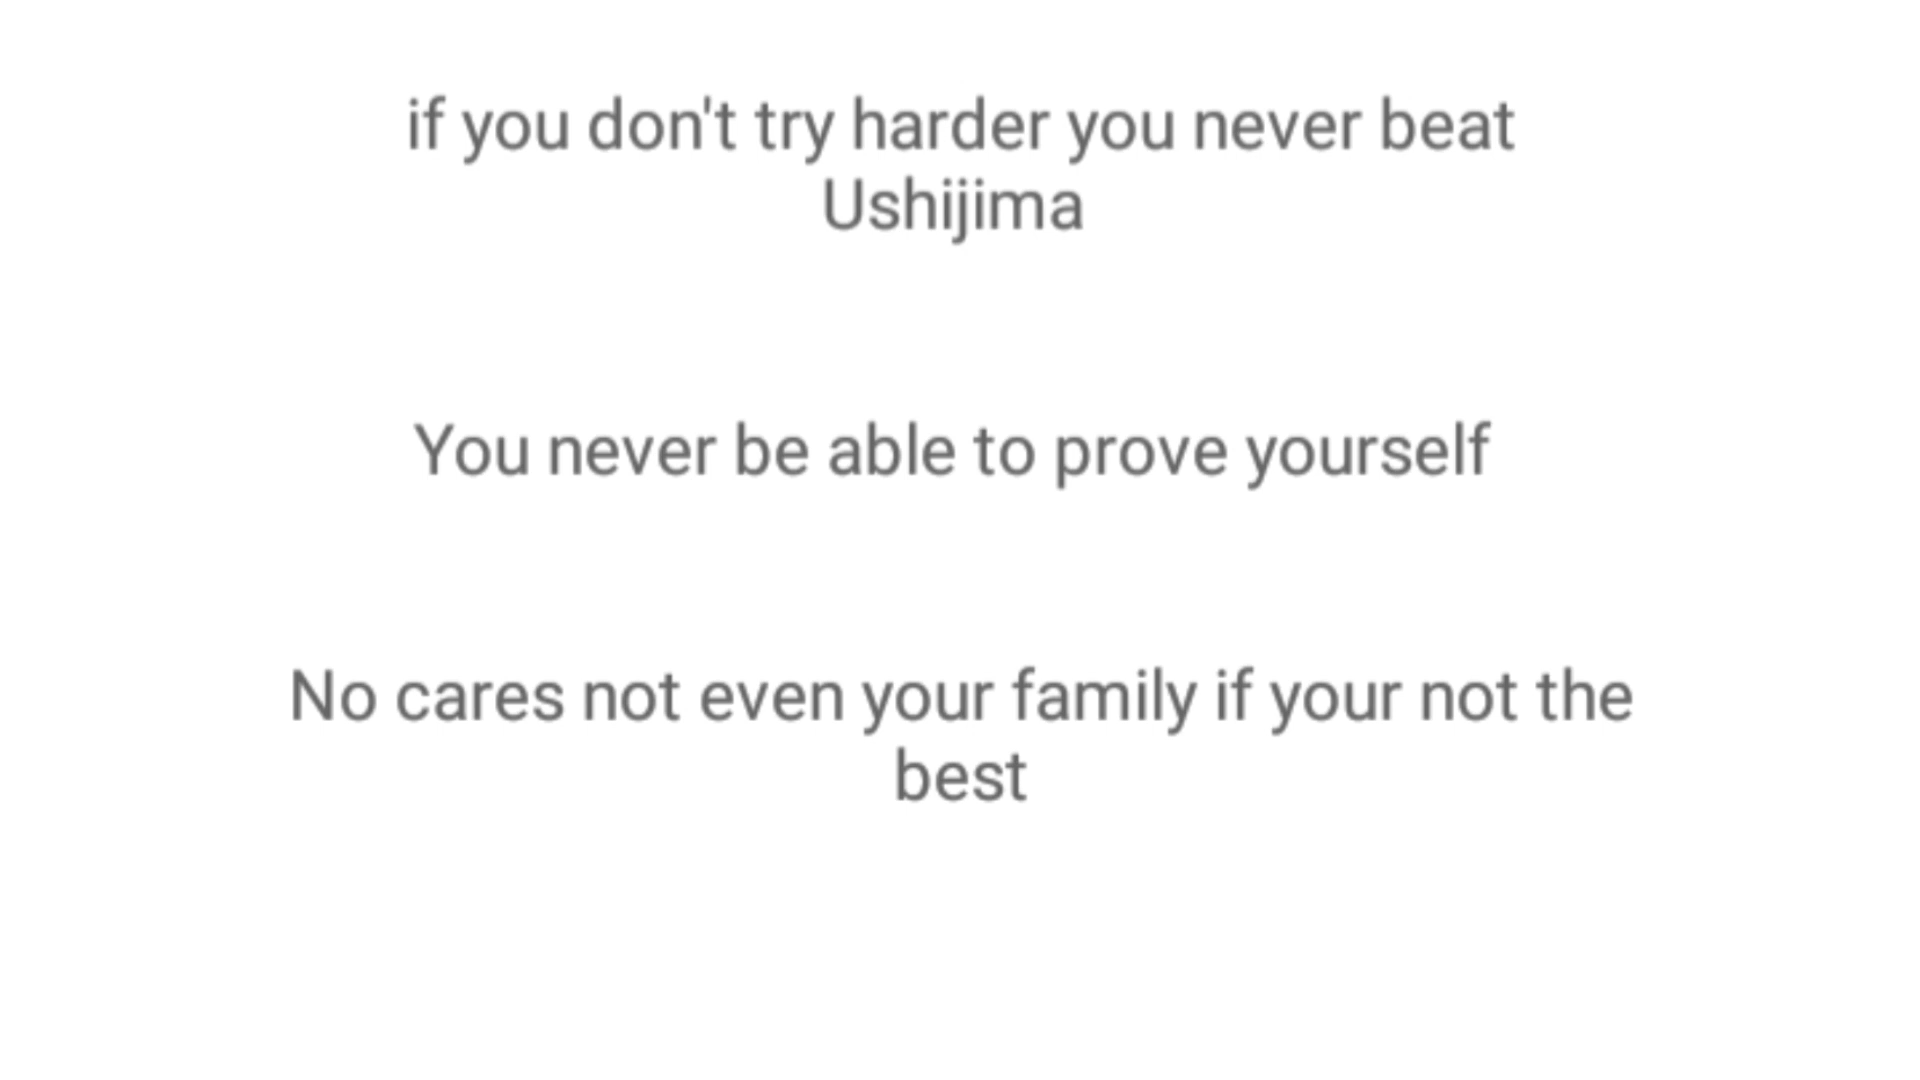 if you don't try harder you never beat
Ushijima
You never be able to prove yourself
No cares not even your family if your not the
best